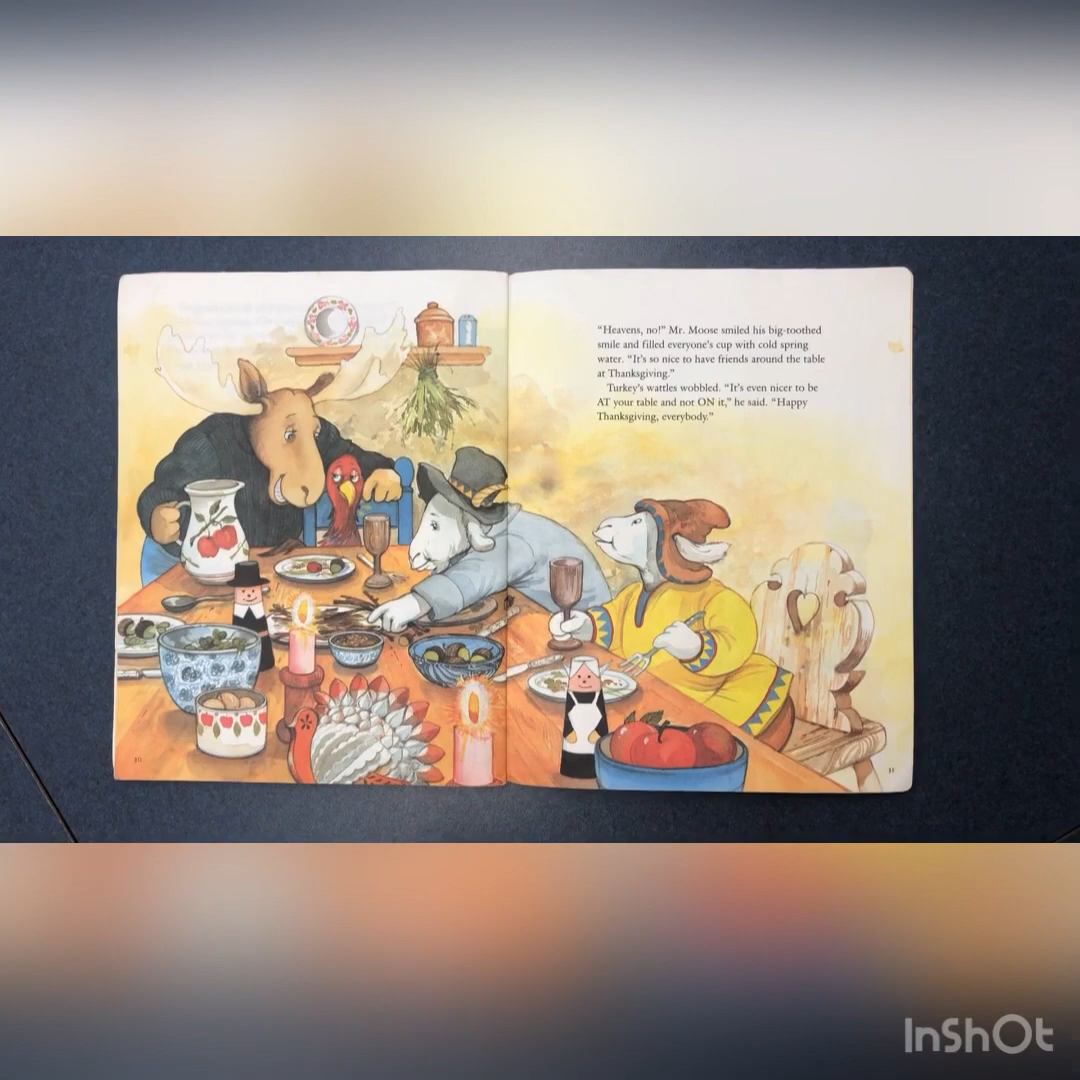 “Heavens, no!” Mr. Moose smiled his big-toothed
smile and filled everyone’s cup with cold spring
water. “It’s so nice to have friends around the table
at Thanksgiving.”
Turkey’s wattles wobbled. “It’s even nicer to be
AT your table and not ON it,” he said. “Happy
Thanksgiving, everybody.”
InShOt